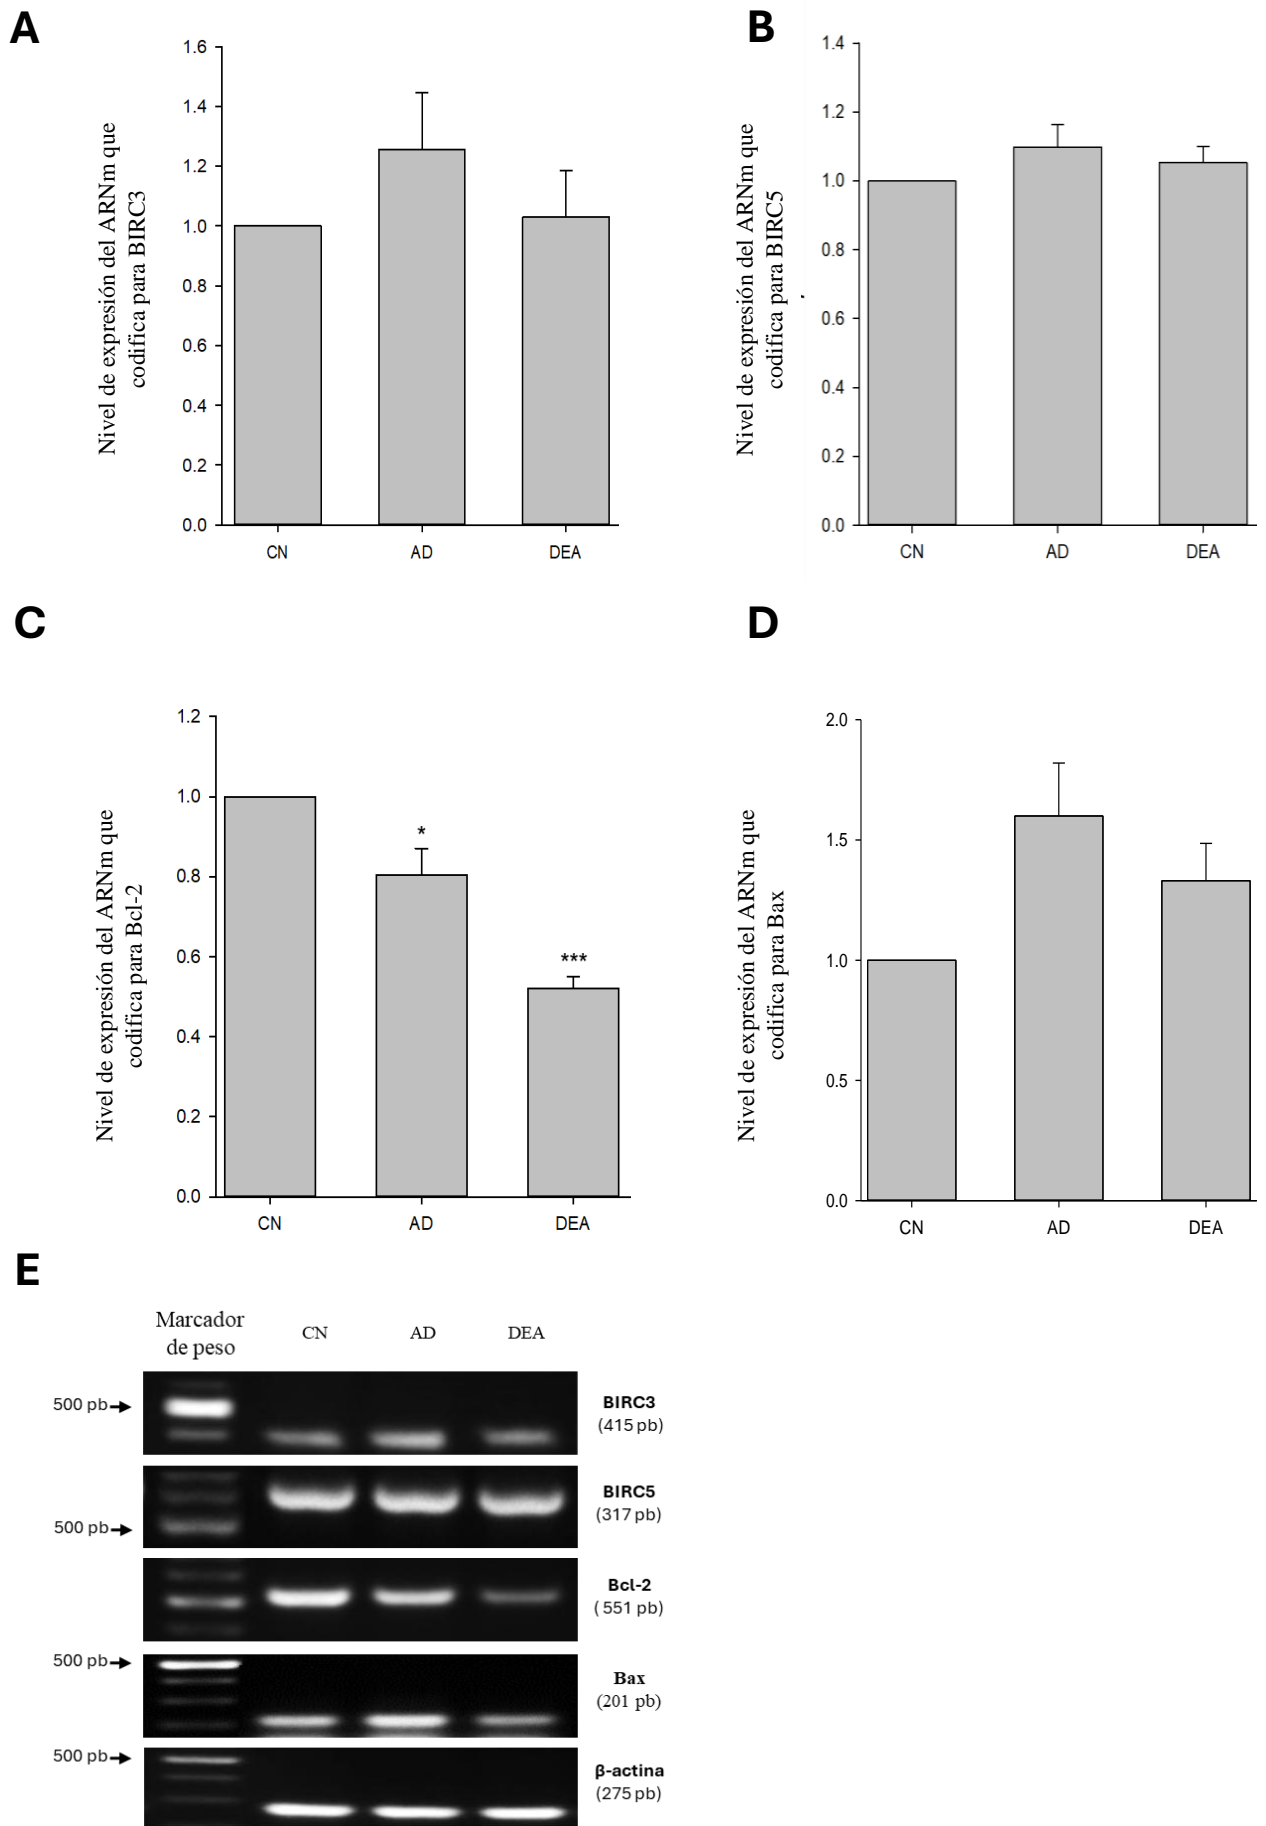 A
Nivel de expresión del ARNm que
codifica para BIRC3
1.6
1.4
1.2
1.0
0.8
0.6
0.4
0.2
0.0
CN AD DEA
B
Nivel de expresión del ARNm que
codifica para BIRC5
1.4
1.2
1.0
0.8
0.6
0.4
0.2
0.0
CN AD DEA
C
Nivel de expresión del ARNm que
codifica para Bcl-2
1.2
1.0
0.8
0.6
0.4
0.2
0.0
*
***
CN AD DEA
D
Nivel de expresión del ARNm que
codifica para Bax
2.0
1.5
1.0
0.5
0.0
CN AD DEA
E
Marcador
de peso
CN AD DEA
500 pb
BIRC3
(415 pb)
500 pb
BIRC5
(317 pb)
Bcl-2
( 551 pb)
500 pb
Bax
(201 pb)
500 pb
β-actina
(275 pb)